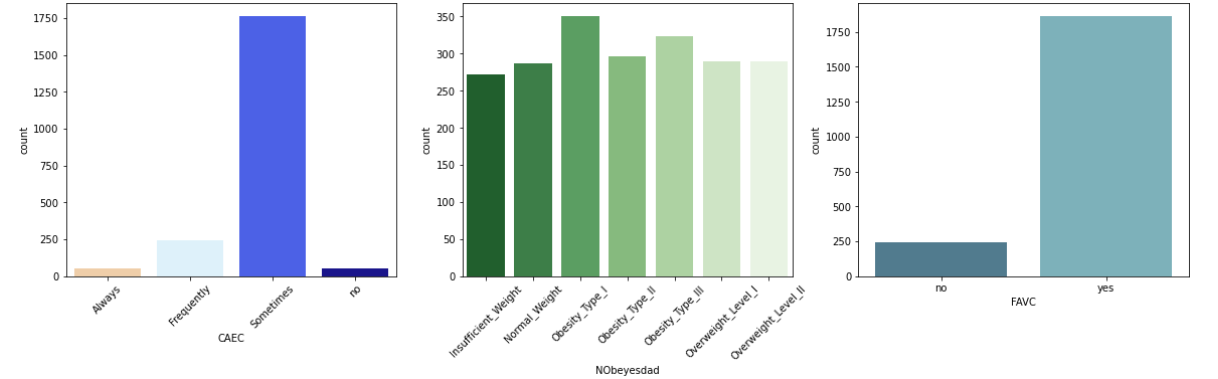 1750
1500
1250
1000
750
500
250
0
count
Always
Frequently
Sometimes
no
CAEC
350
300
250
200
150
100
50
0
count
Insufficient_Weight
Normal_Weight
Obesity_Type_I
Obesity_Type_II
Obesity_Type_III
Overweight_Level_I
Overweight_Level_II
NObeyesdad
1750
1500
1250
1000
750
500
250
0
count
no
yes
FAVC